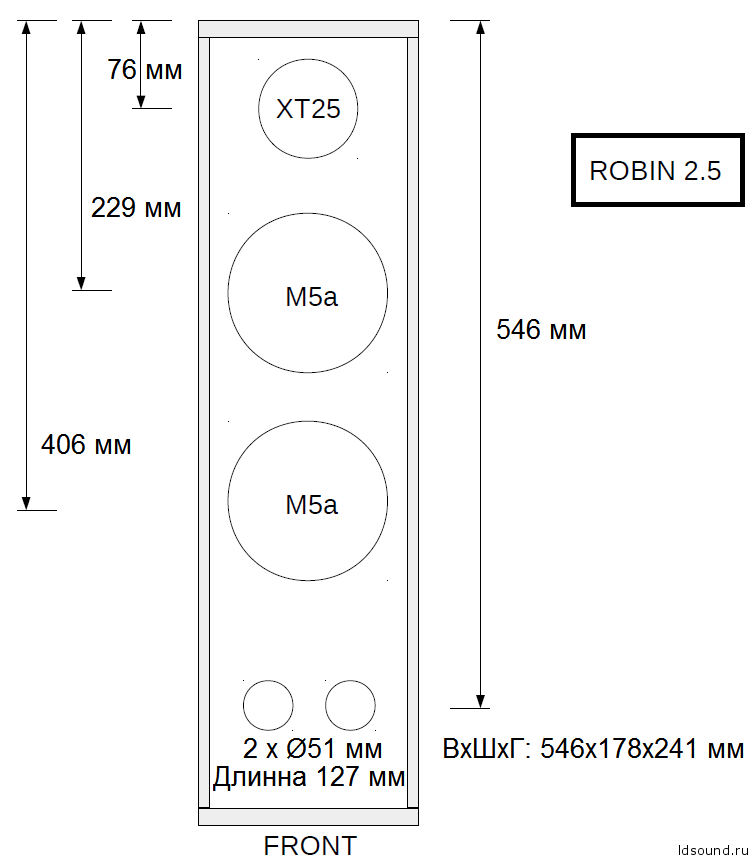 76 мм
XT25
ROBIN 2.5
229 мм
M5a
546 мм
406 мм
M5a
2 x Ø51 мм
Длинна 127 мм
ВхШхГ: 546х178х241 мм
FRONT
ldsound.ru